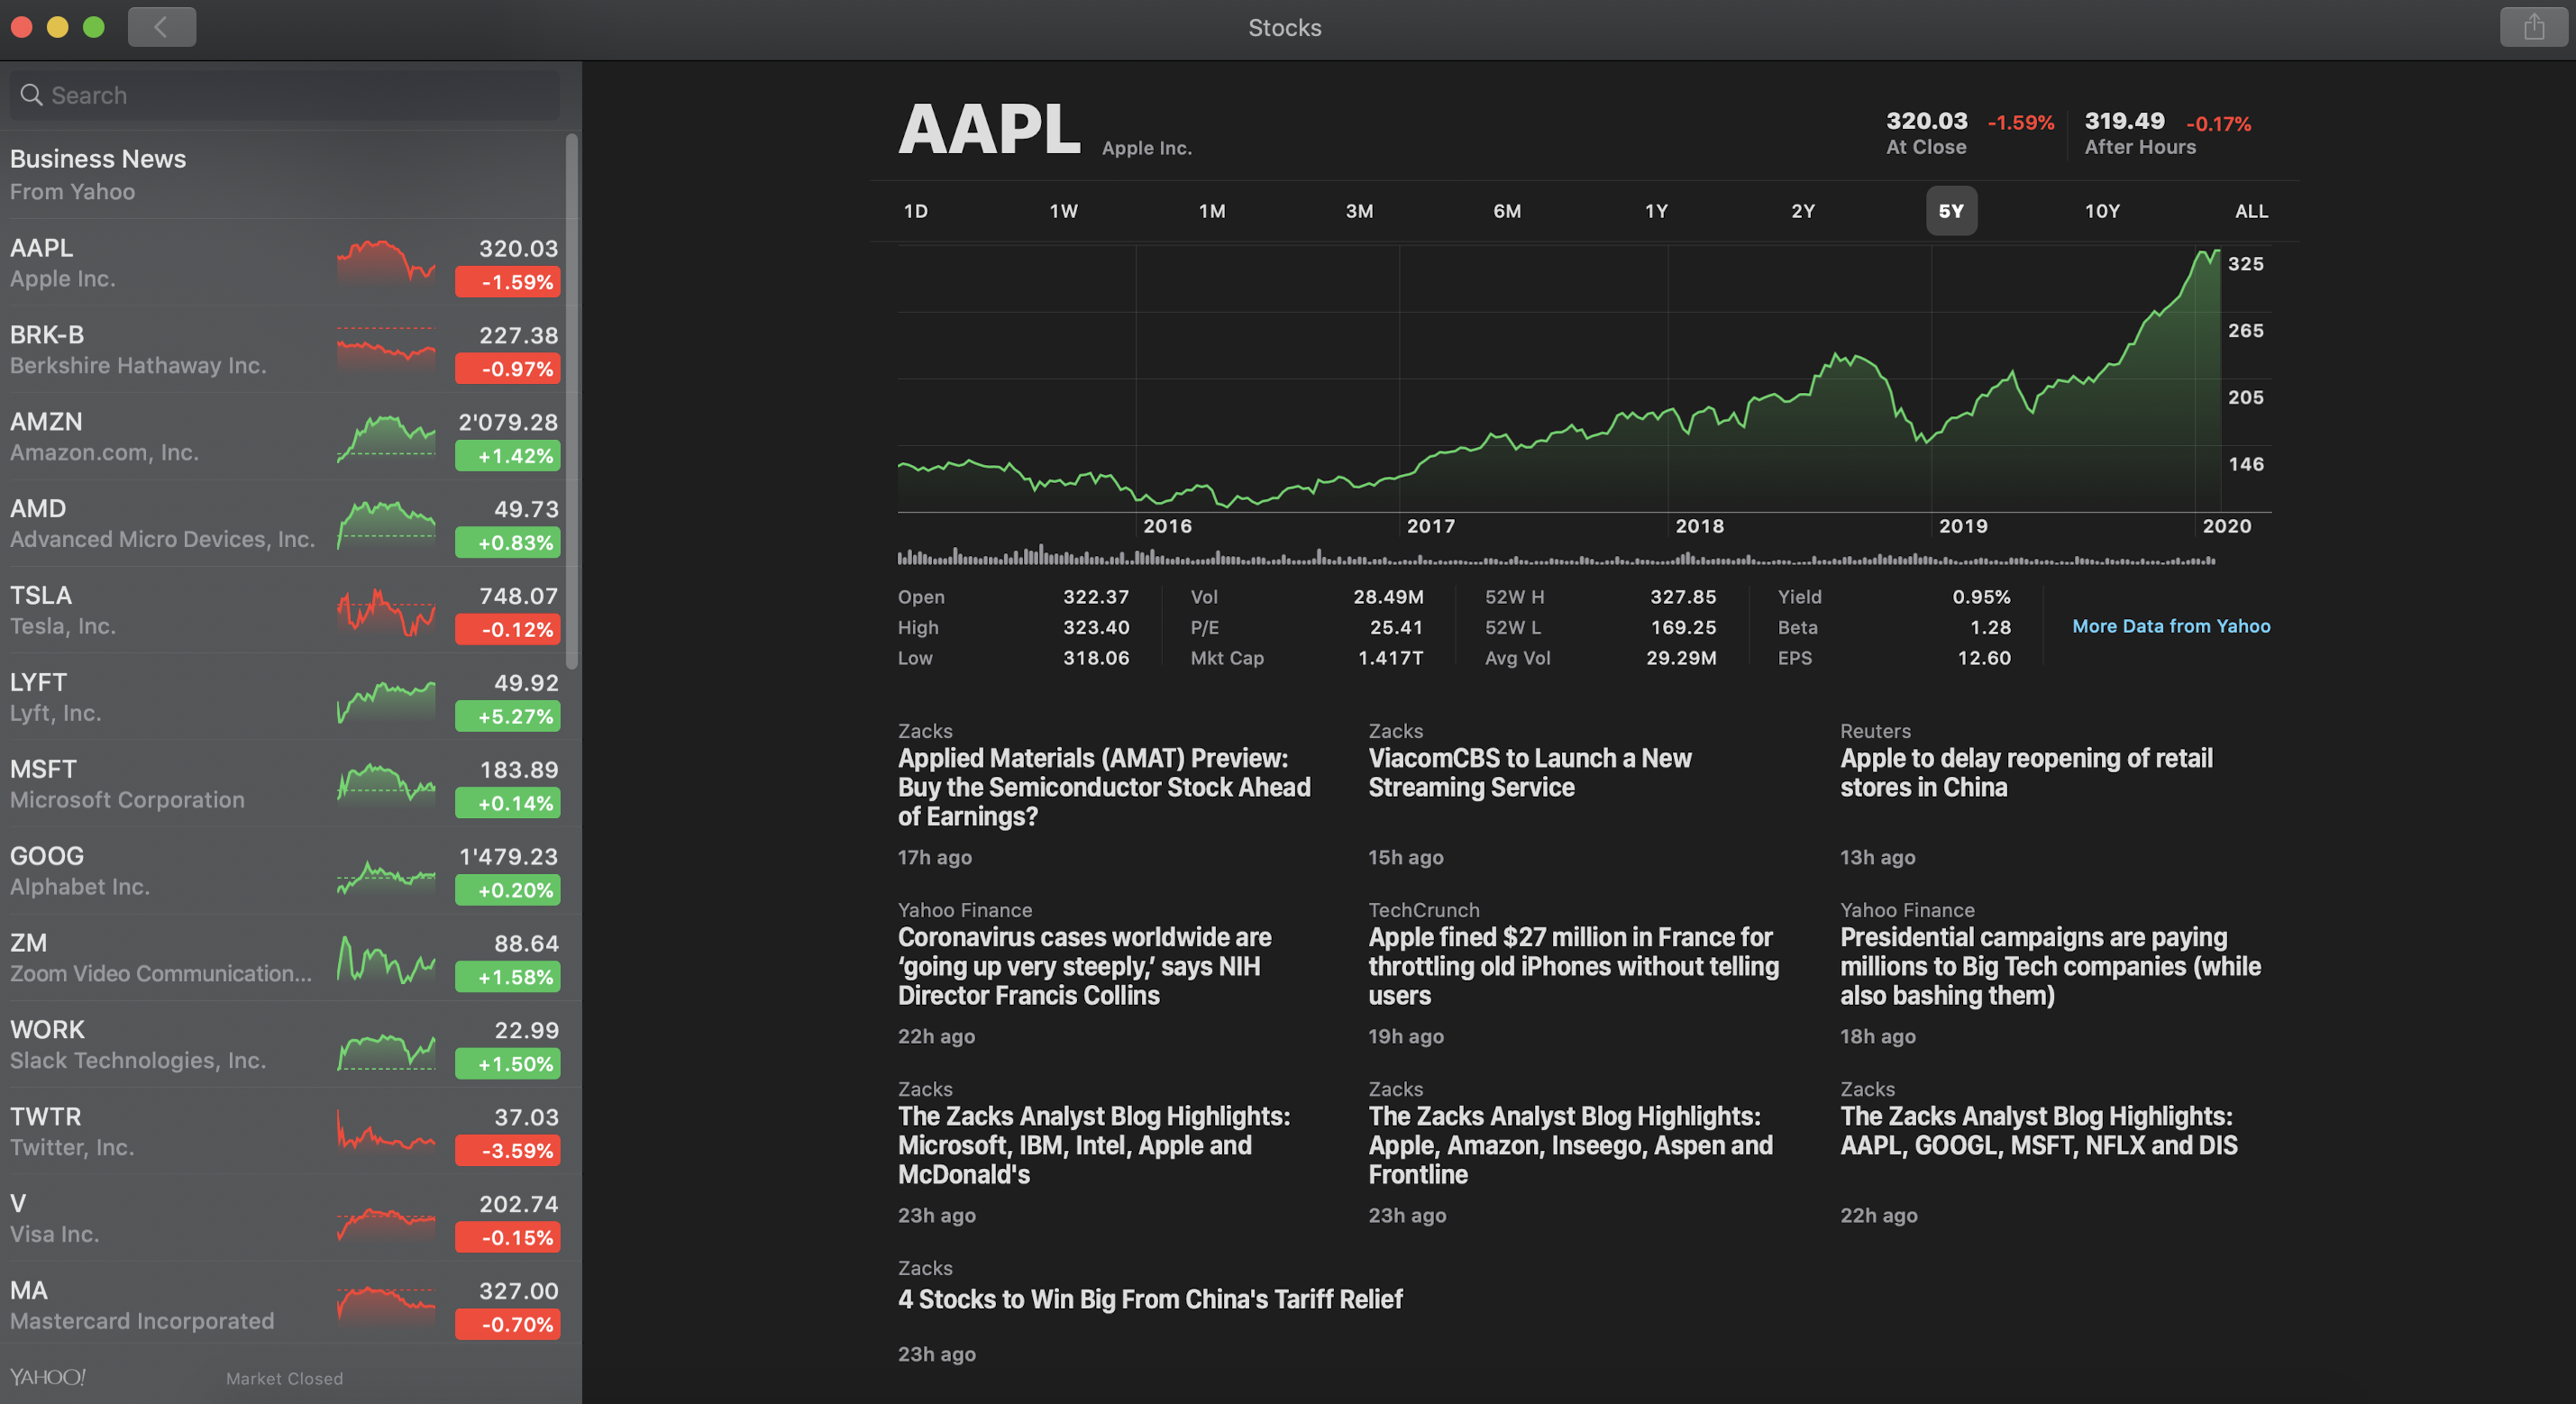 Stocks
Search
Business News
From Yahoo
AAPL 320.03
Apple Inc. -1.59%
BRK-B 227.38
Berkshire Hathaway Inc. -0.97%
AMZN 2'079.28
Amazon.com, Inc. +1.42%
AMD 49.73
Advanced Micro Devices, Inc. +0.83%
TSLA 748.07
Tesla, Inc. -0.12%
LYFT 49.92
Lyft, Inc. +5.27%
MSFT 183.89
Microsoft Corporation +0.14%
GOOG 1'479.23
Alphabet Inc. +0.20%
ZM 88.64
Zoom Video Communication... +1.58%
WORK 22.99
Slack Technologies, Inc. +1.50%
TWTR 37.03
Twitter, Inc. -3.59%
V 202.74
Visa Inc. -0.15%
MA 327.00
Mastercard Incorporated -0.70%
YAHOO! Market Closed
AAPL Apple Inc.
320.03 -1.59% 319.49 -0.17%
At Close After Hours
1D 1W 1M 3M 6M 1Y 2Y 5Y 10Y ALL
325
265
205
146
2016 2017 2018 2019 2020
Open 322.37 Vol 28.49M 52W H 327.85 Yield 0.95%
High 323.40 P/E 25.41 52W L 169.25 Beta 1.28
More Data from Yahoo
Low 318.06 Mkt Cap 1.417T Avg Vol 29.29M EPS 12.60
Zacks
Applied Materials (AMAT) Preview:
Buy the Semiconductor Stock Ahead
of Earnings?
17h ago
Zacks
ViacomCBS to Launch a New
Streaming Service
15h ago
Reuters
Apple to delay reopening of retail
stores in China
13h ago
Yahoo Finance
Coronavirus cases worldwide are
‘going up very steeply,’ says NIH
Director Francis Collins
22h ago
TechCrunch
Apple fined $27 million in France for
throttling old iPhones without telling
users
19h ago
Yahoo Finance
Presidential campaigns are paying
millions to Big Tech companies (while
also bashing them)
18h ago
Zacks
The Zacks Analyst Blog Highlights:
Microsoft, IBM, Intel, Apple and
McDonald's
23h ago
Zacks
The Zacks Analyst Blog Highlights:
Apple, Amazon, Inseego, Aspen and
Frontline
23h ago
Zacks
The Zacks Analyst Blog Highlights:
AAPL, GOOGL, MSFT, NFLX and DIS
22h ago
Zacks
4 Stocks to Win Big From China's Tariff Relief
23h ago